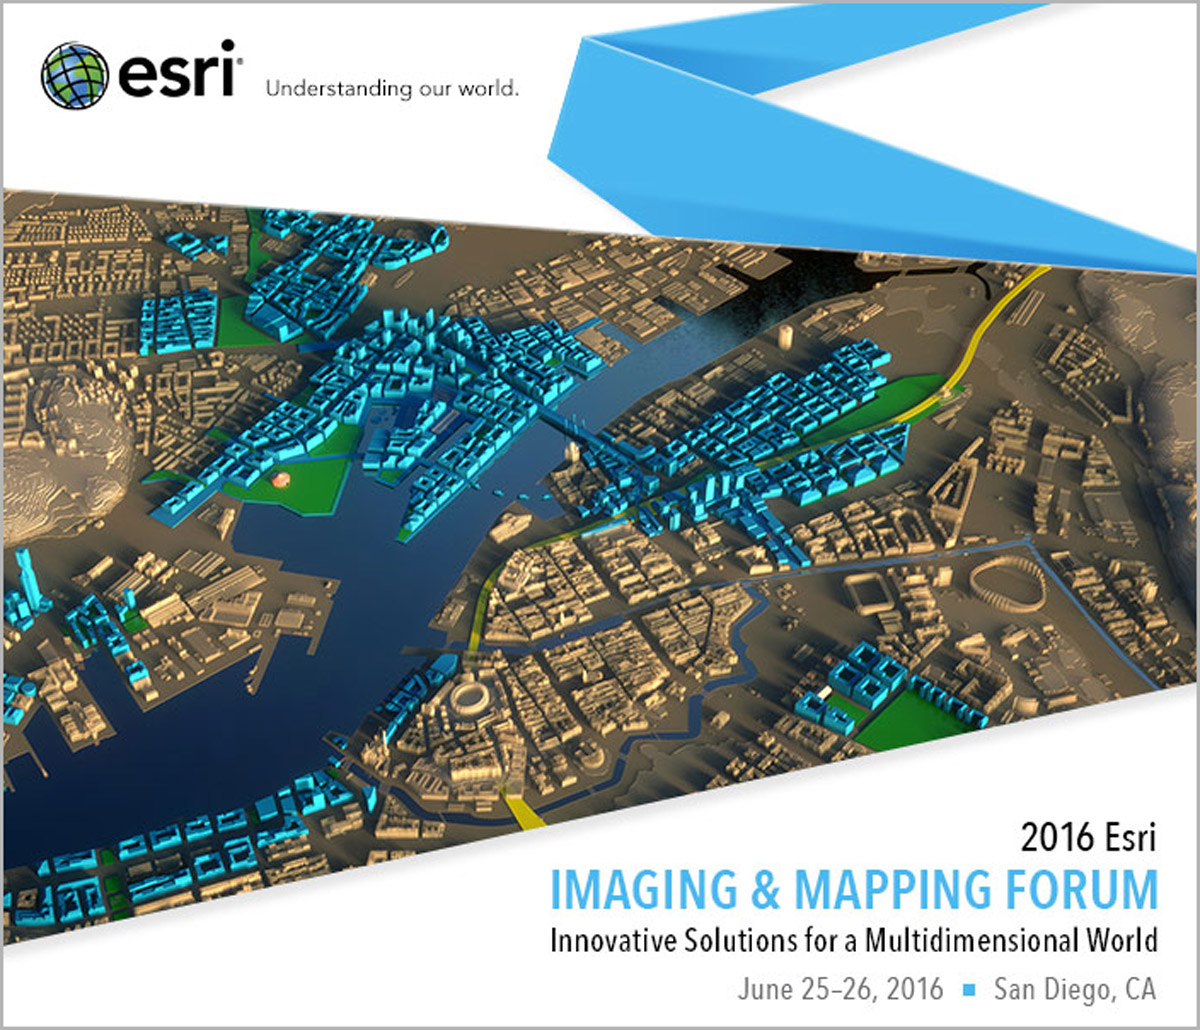 esri®
Understanding our world.
2016 Esri
IMAGING & MAPPING FORUM
Innovative Solutions for a Multidimensional World
June 25–26, 2016 ■ San Diego, CA